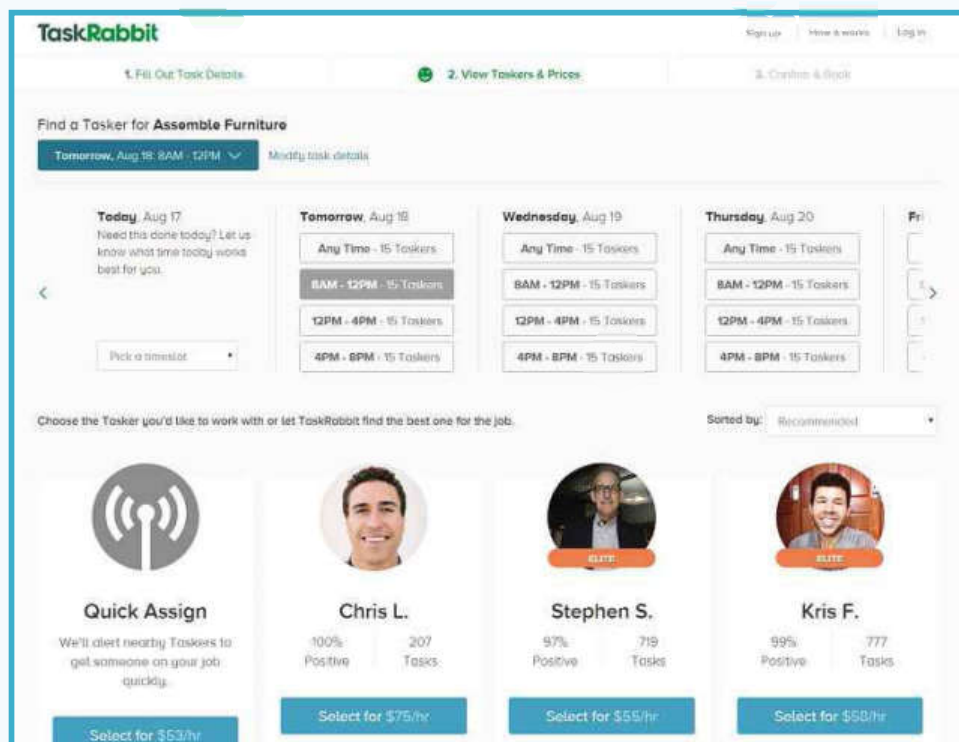 TaskRabbit
Sign up How it works Log in
1. Fill Out Task Details 2. View Taskers & Prices 3. Confirm & Book
Find a Tasker for Assemble Furniture
Tomorrow, Aug 18: 8AM - 12PM Modify task details
Today, Aug 17
Need this done today? Let us
know what time today works
best for you.
Pick a timeslot
Tomorrow, Aug 18
Any Time - 15 Taskers
8AM - 12PM - 15 Taskers
12PM - 4PM - 15 Taskers
4PM - 8PM - 15 Taskers
Wednesday, Aug 19
Any Time - 15 Taskers
8AM - 12PM - 15 Taskers
12PM - 4PM - 15 Taskers
4PM - 8PM - 15 Taskers
Thursday, Aug 20
Any Time - 15 Taskers
8AM - 12PM - 15 Taskers
12PM - 4PM - 15 Taskers
4PM - 8PM - 15 Taskers
Choose the Tasker you'd like to work with or let TaskRabbit find the best one for the job.
Sorted by: Recommended
Quick Assign
We'll alert nearby Taskers to
get someone on your job
quickly.
Select for $53/hr
Chris L.
100% 207
Positive Tasks
Select for $75/hr
ELITE
Stephen S.
97% 719
Positive Tasks
Select for $55/hr
ELITE
Kris F.
99% 777
Positive Tasks
Select for /hr